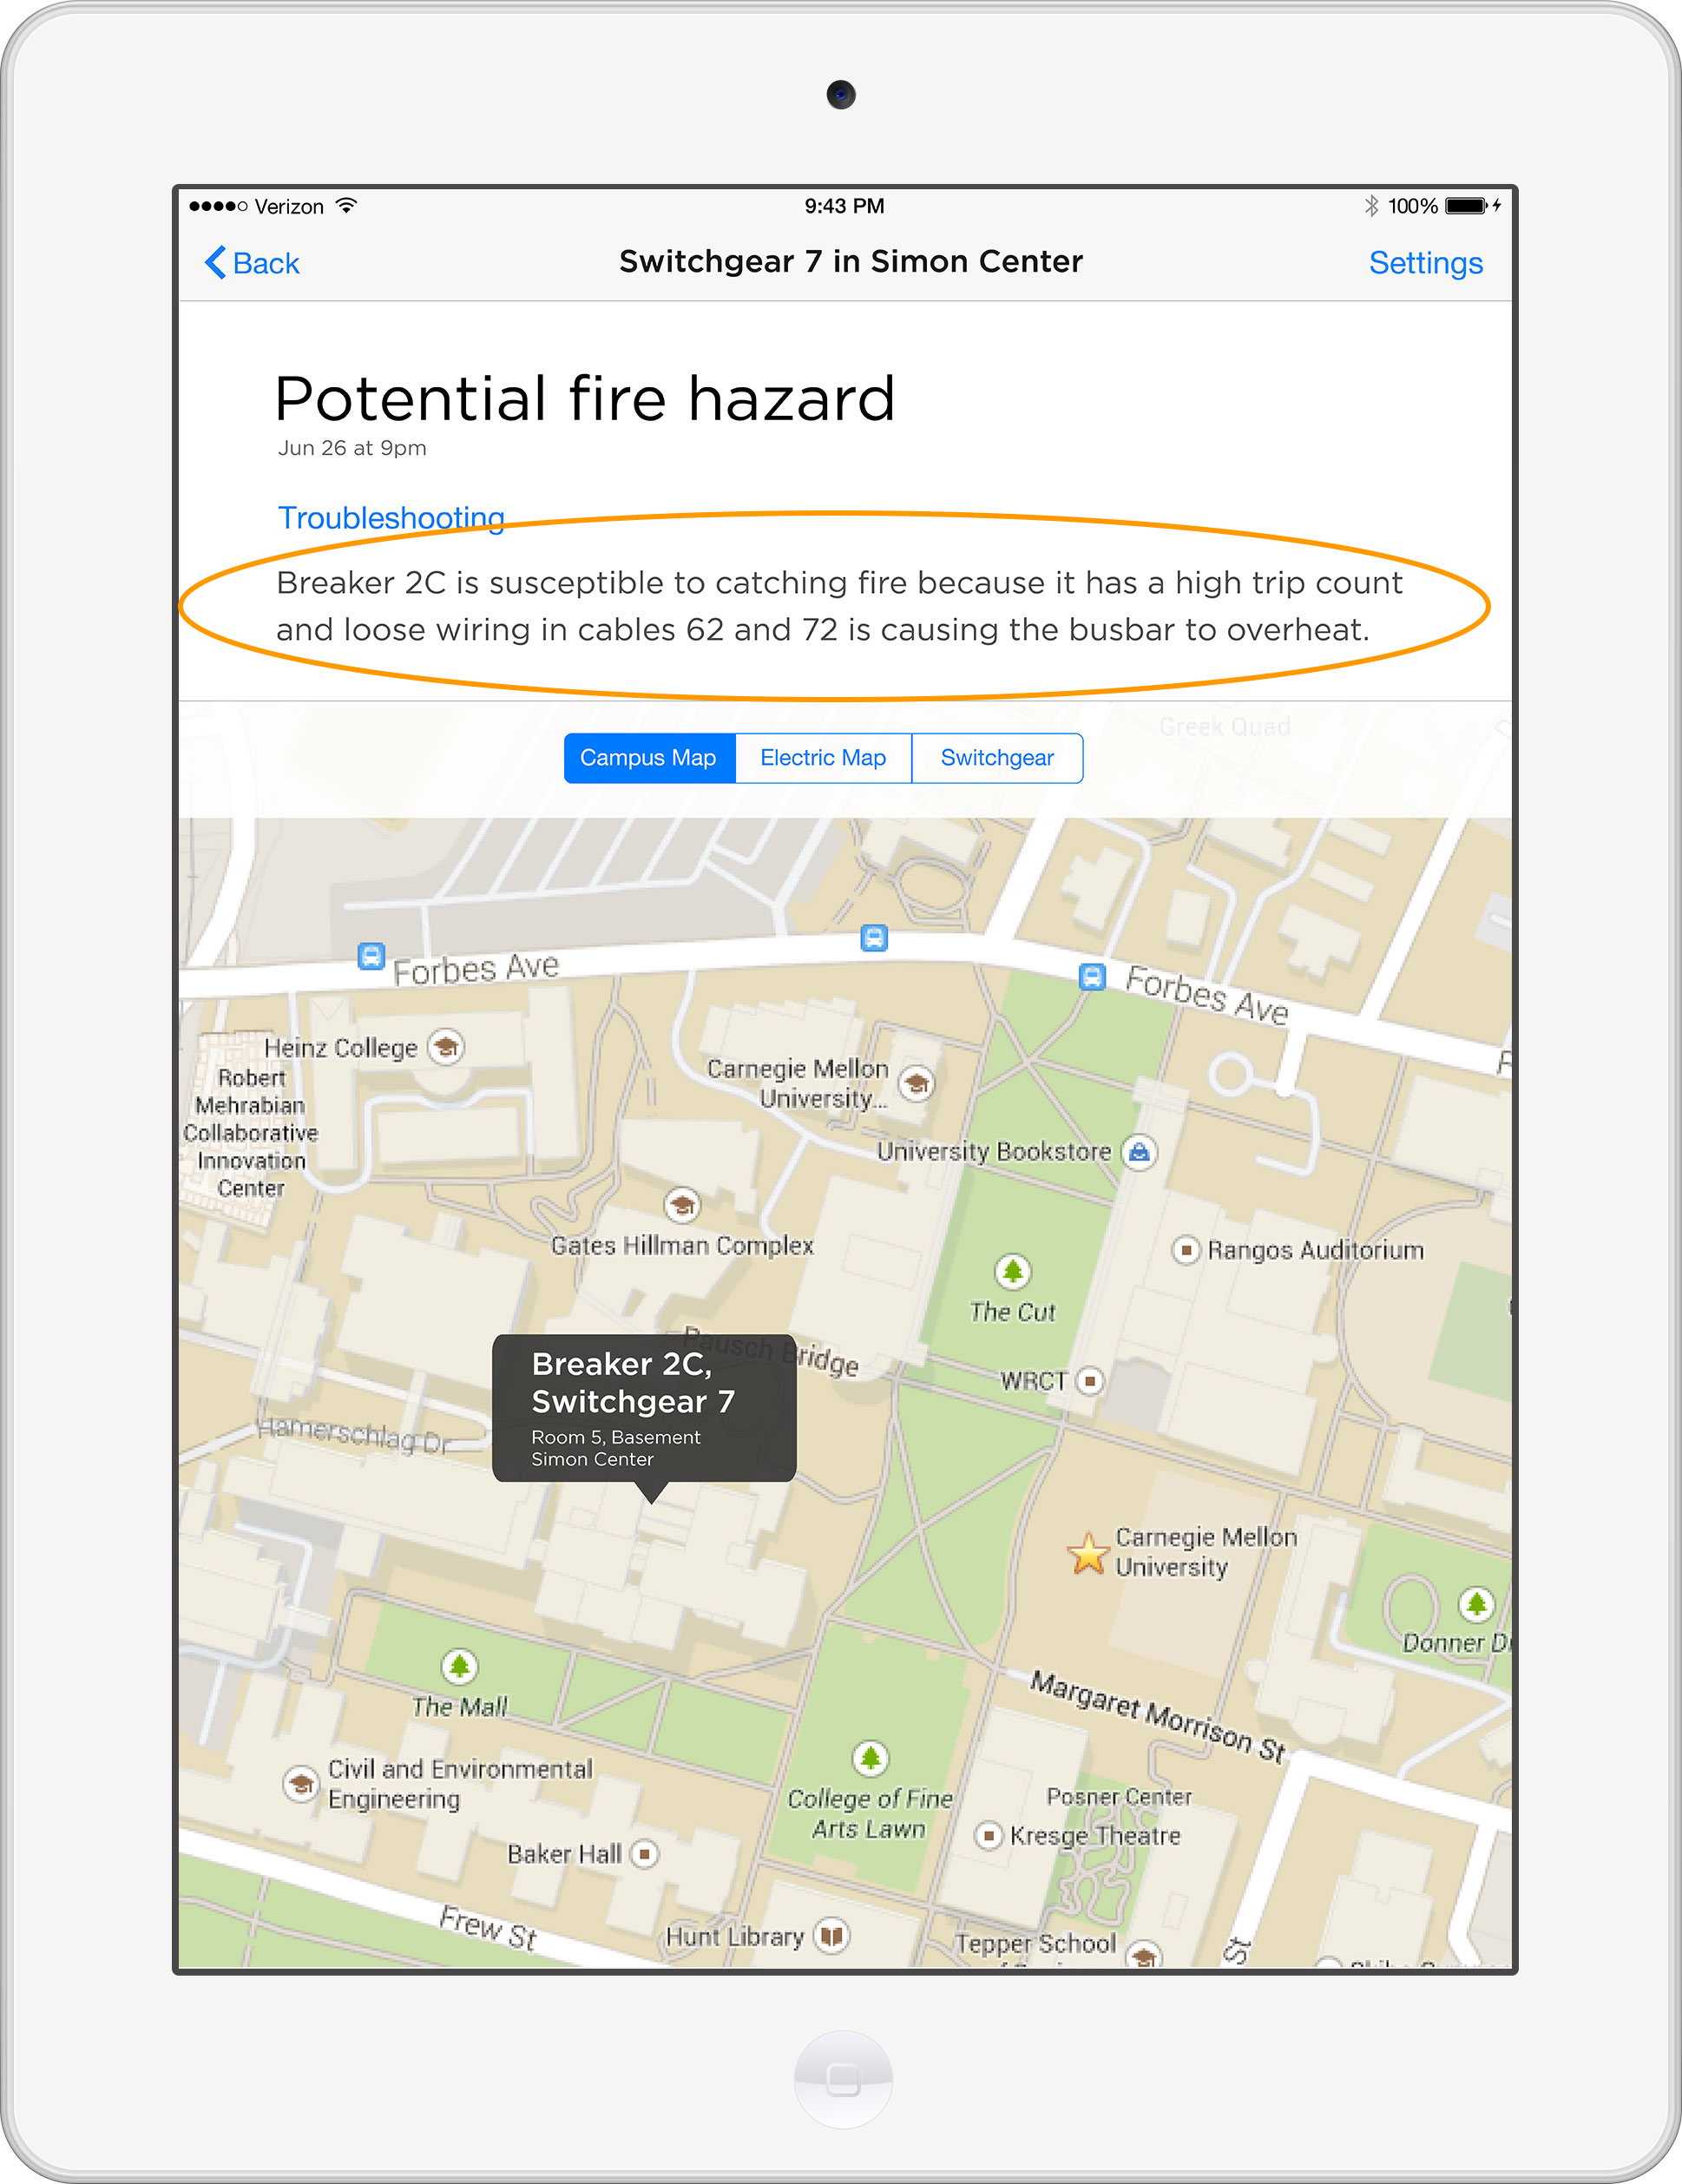 Verizon 9:43 PM 100%
Back Switchgear 7 in Simon Center Settings
Potential fire hazard
Jun 26 at 9pm
Troubleshooting
Breaker 2C is susceptible to catching fire because it has a high trip count
and loose wiring in cables 62 and 72 is causing the busbar to overheat.
Greek Quad
Campus Map Electric Map Switchgear
Forbes Ave
Forbes Ave
Heinz College
Robert
Mehrabian
Collaborative
Innovation
Center
Carnegie Mellon
University...
University Bookstore
Gates Hillman Complex
Rangos Auditorium
The Cut
Pausch Bridge
WRCT
Breaker 2C,
Switchgear 7
Room 5, Basement
Simon Center
Hamerschlag Dr
Carnegie Mellon
University
Donner D
The Mall
Margaret Morrison St
Civil and Environmental
Engineering
College of Fine
Arts Lawn
Posner Center
Kresge Theatre
Baker Hall
Frew St
Hunt Library
Tepper School
St